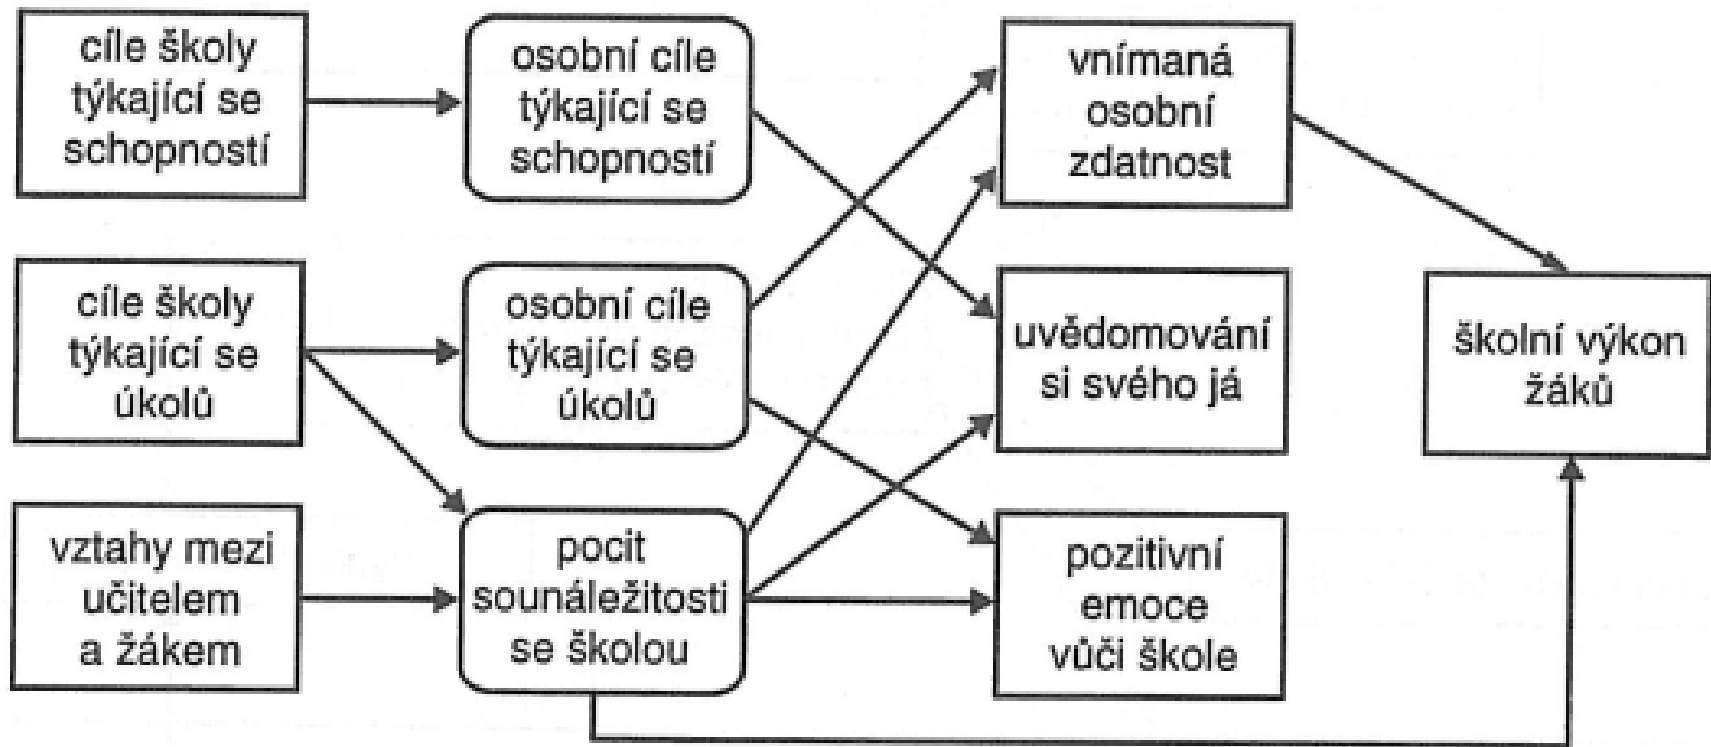 cíle školy
týkající se
schopností
osobní cíle
týkající se
schopností
vnímaná
osobní
zdatnost
cíle školy
týkající se
úkolů
osobní cíle
týkající se
úkolů
uvědomování
si svého já
školní výkon
žáků
vztahy mezi
učitelem
a žákem
pocit
sounáležitosti
se školou
pozitivní
emoce
vůči škole